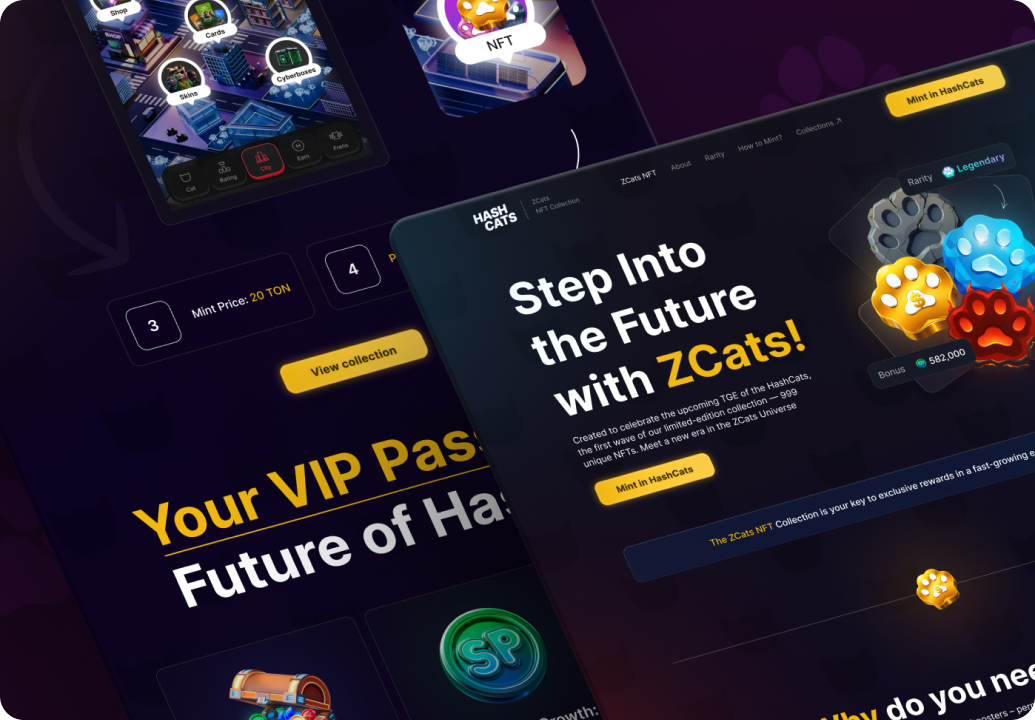 Shop
Cards
Skins
Cyberboxes
Cat
Rating
City
Earn
Frens
NFT
3
Mint Price: 20 TON
4
View collection
Your VIP Pass
Future of Has
SP
Growth:
HASH
CATS
ZCats
NFT Collection
ZCats NFT
About
Rarity
How to Mint?
Collections ↗
Mint in HashCats
Step Into
the Future
with ZCats!
Created to celebrate the upcoming TGE of the HashCats,
the first wave of our limited-edition collection — 999
unique NFTs. Meet a new era in the ZCats Universe
Mint in HashCats
Rarity Legendary
$
Bonus 582,000
The ZCats NFT Collection is your key to exclusive rewards in a fast-growing
Why do you nee